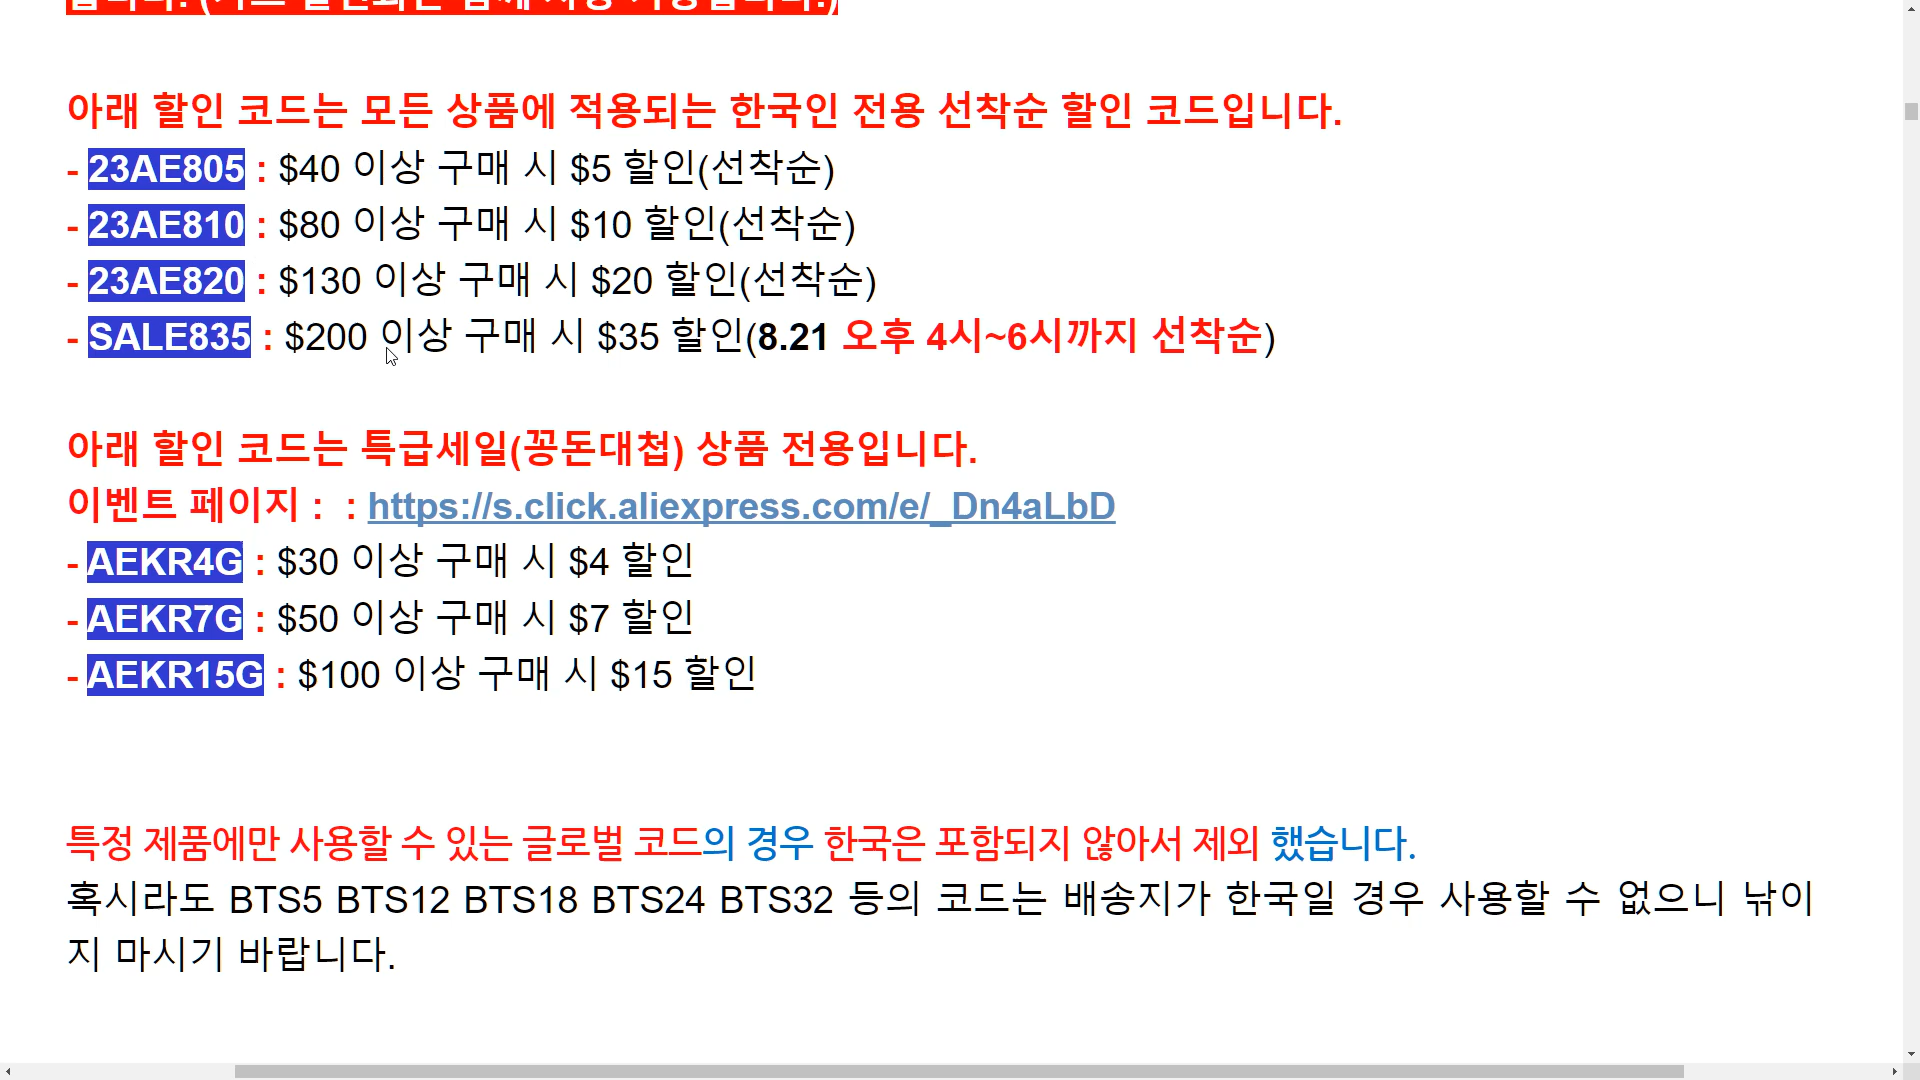 아래 할인 코드는 모든 상품에 적용되는 한국인 전용 선착순 할인 코드입니다.
- 23AE805 : $40 이상 구매 시 $5 할인(선착순)
- 23AE810 : $80 이상 구매 시 $10 할인(선착순)
- 23AE820 : $130 이상 구매 시 $20 할인(선착순)
- SALE835 : $200 이상 구매 시 $35 할인(8.21 오후 4시~6시까지 선착순)
아래 할인 코드는 특급세일(꽁돈대첩) 상품 전용입니다.
이벤트 페이지 :  : https://s.click.aliexpress.com/e/_Dn4aLbD
- AEKR4G : $30 이상 구매 시 $4 할인
- AEKR7G : $50 이상 구매 시 $7 할인
- AEKR15G : $100 이상 구매 시 $15 할인
특정 제품에만 사용할 수 있는 글로벌 코드의 경우 한국은 포함되지 않아서 제외 했습니다.
혹시라도 BTS5 BTS12 BTS18 BTS24 BTS32 등의 코드는 배송지가 한국일 경우 사용할 수 없으니 낚이
지 마시기 바랍니다.